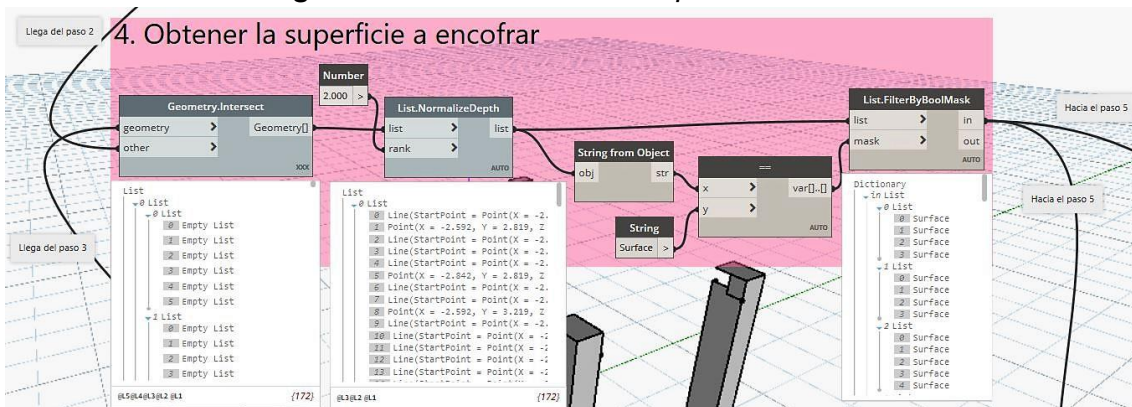 Llega del paso 2
4. Obtener la superficie a encofrar
Number
2.000 >
Geometry.Intersect
geometry > Geometry[]
other >
XXX
List.NormalizeDepth
list > list
rank >
AUTO
String from Object
obj str
String
Surface >
==
x > var[]..[]
y >
AUTO
List.FilterByBoolMask
list > in
mask > out
AUTO
Hacia el paso 5
Hacia el paso 5
Llega del paso 3
List
0 List
0 List
0 Empty List
1 Empty List
2 Empty List
3 Empty List
4 Empty List
5 Empty List
1 List
0 Empty List
1 Empty List
2 Empty List
3 Empty List
@L5 @L4 @L3 @L2 @L1 {172}
List
0 List
0 Line(StartPoint = Point(X = -2.
1 Point(X = -2.592, Y = 2.819, Z
2 Line(StartPoint = Point(X = -2.
3 Line(StartPoint = Point(X = -2.
4 Line(StartPoint = Point(X = -2.
5 Point(X = -2.842, Y = 2.819, Z
6 Line(StartPoint = Point(X = -2.
7 Line(StartPoint = Point(X = -2.
8 Point(X = -2.592, Y = 3.219, Z
9 Line(StartPoint = Point(X = -2.
10 Line(StartPoint = Point(X = -2
11 Line(StartPoint = Point(X = -2
12 Line(StartPoint = Point(X = -2
13 Line(StartPoint = Point(X = -2
@L3 @L2 @L1 {172}
Dictionary
in List
0 List
0 Surface
1 Surface
2 Surface
3 Surface
1 List
0 Surface
1 Surface
2 Surface
3 Surface
2 List
0 Surface
1 Surface
2 Surface
3 Surface
4 Surface